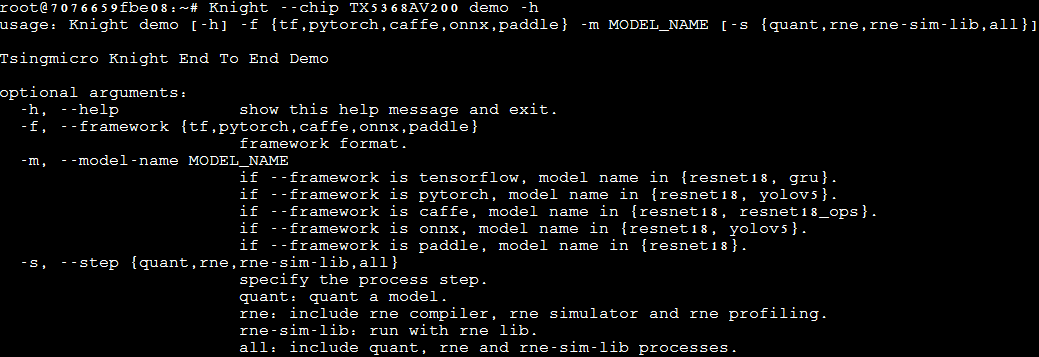 root@7076659fbe08:~# Knight --chip TX5368AV200 demo -h
usage: Knight demo [-h] -f {tf,pytorch,caffe,onnx,paddle} -m MODEL_NAME [-s {quant,rne,rne-sim-lib,all}]
Tsingmicro Knight End To End Demo
optional arguments:
-h, --help show this help message and exit.
-f, --framework {tf,pytorch,caffe,onnx,paddle}
framework format.
-m, --model-name MODEL_NAME
if --framework is tensorflow, model name in {resnet18, gru}.
if --framework is pytorch, model name in {resnet18, yolov5}.
if --framework is caffe, model name in {resnet18, resnet18_ops}.
if --framework is onnx, model name in {resnet18, yolov5}.
if --framework is paddle, model name in {resnet18}.
-s, --step {quant,rne,rne-sim-lib,all}
specify the process step.
quant: quant a model.
rne: include rne compiler, rne simulator and rne profiling.
rne-sim-lib: run with rne lib.
all: include quant, rne and rne-sim-lib processes.